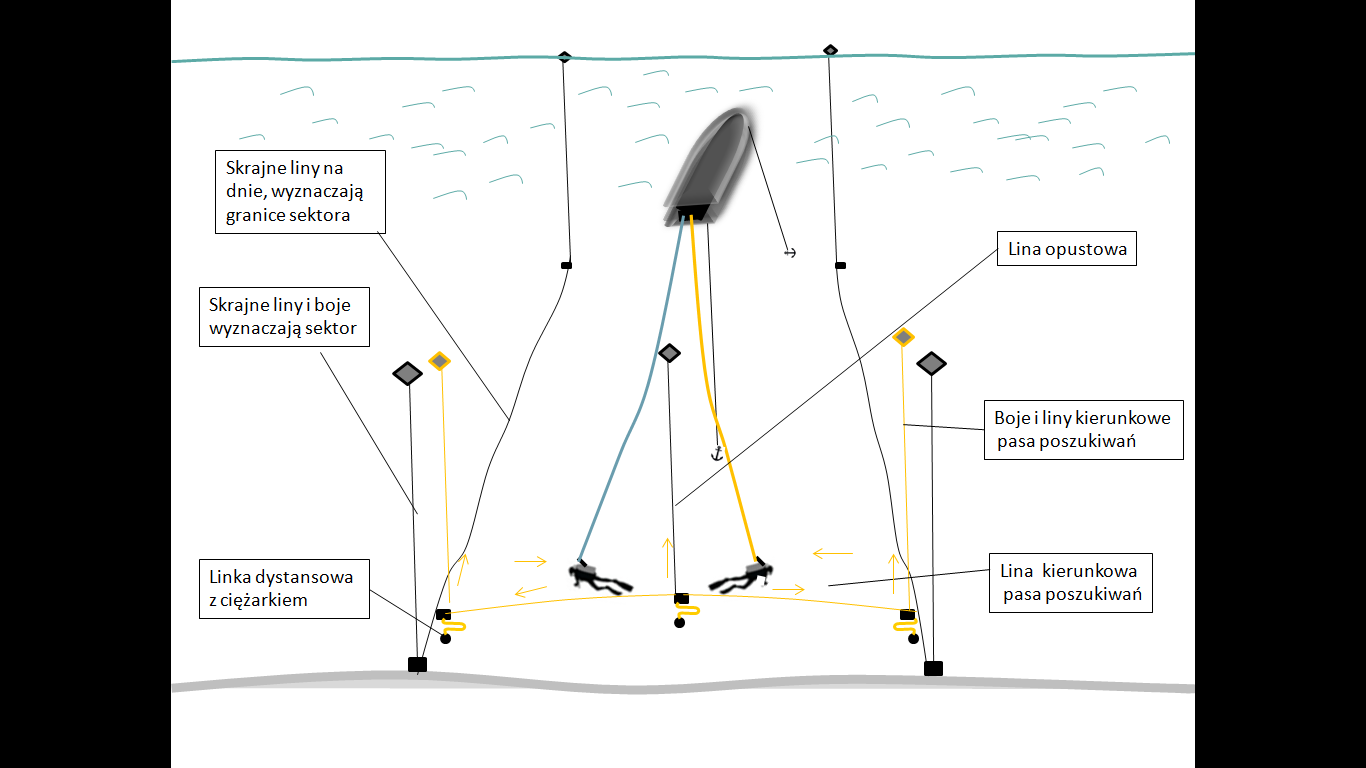 Skrajne liny na
dnie, wyznaczają
granice sektora
Skrajne liny i boje
wyznaczają sektor
Linka dystansowa
z ciężarkiem
Lina opustowa
Boje i liny kierunkowe
pasa poszukiwań
Lina kierunkowa
pasa poszukiwań